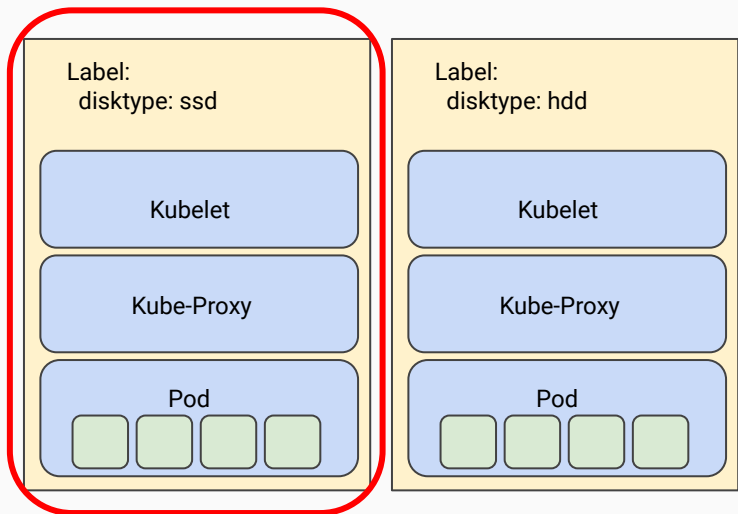 Label:
disktype: ssd
Kubelet
Kube-Proxy
Pod
Label:
disktype: hdd
Kubelet
Kube-Proxy
Pod